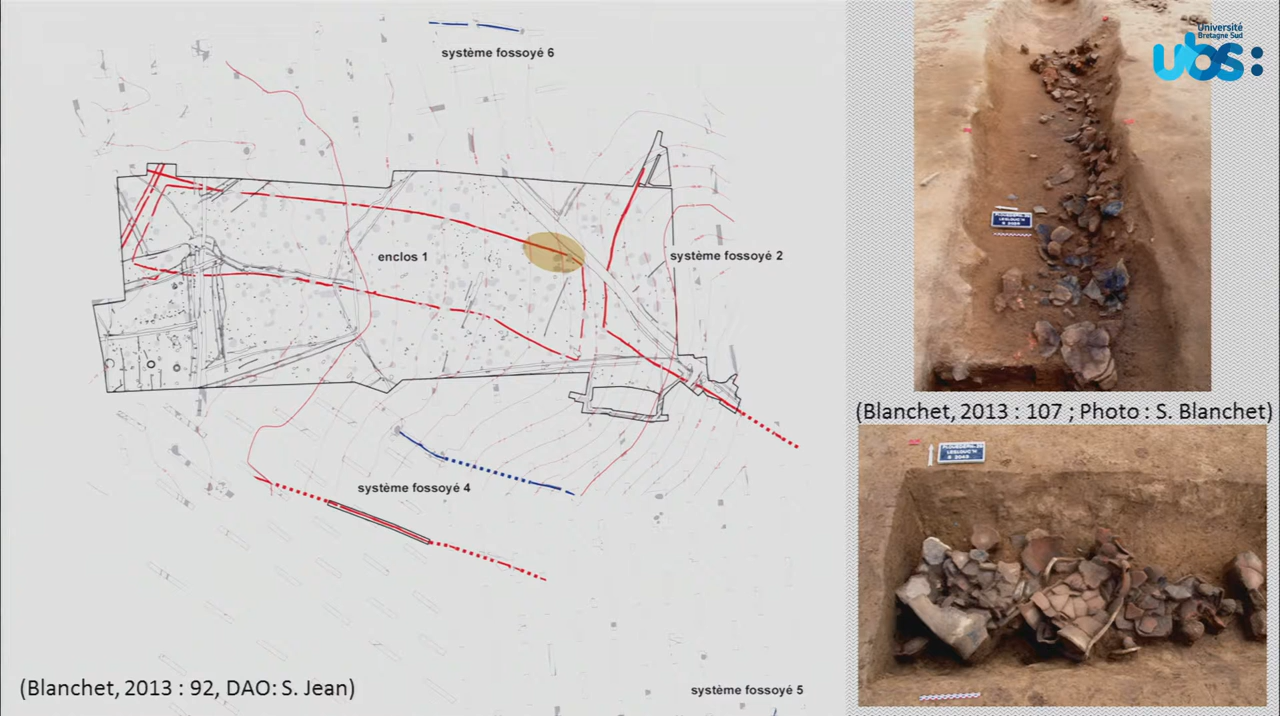 système fossoyé 6
enclos 1
système fossoyé 2
système fossoyé 4
système fossoyé 5
(Blanchet, 2013 : 92, DAO: S. Jean)
Université
Bretagne Sud
ubs:
(Blanchet, 2013 : 107 ; Photo : S. Blanchet)